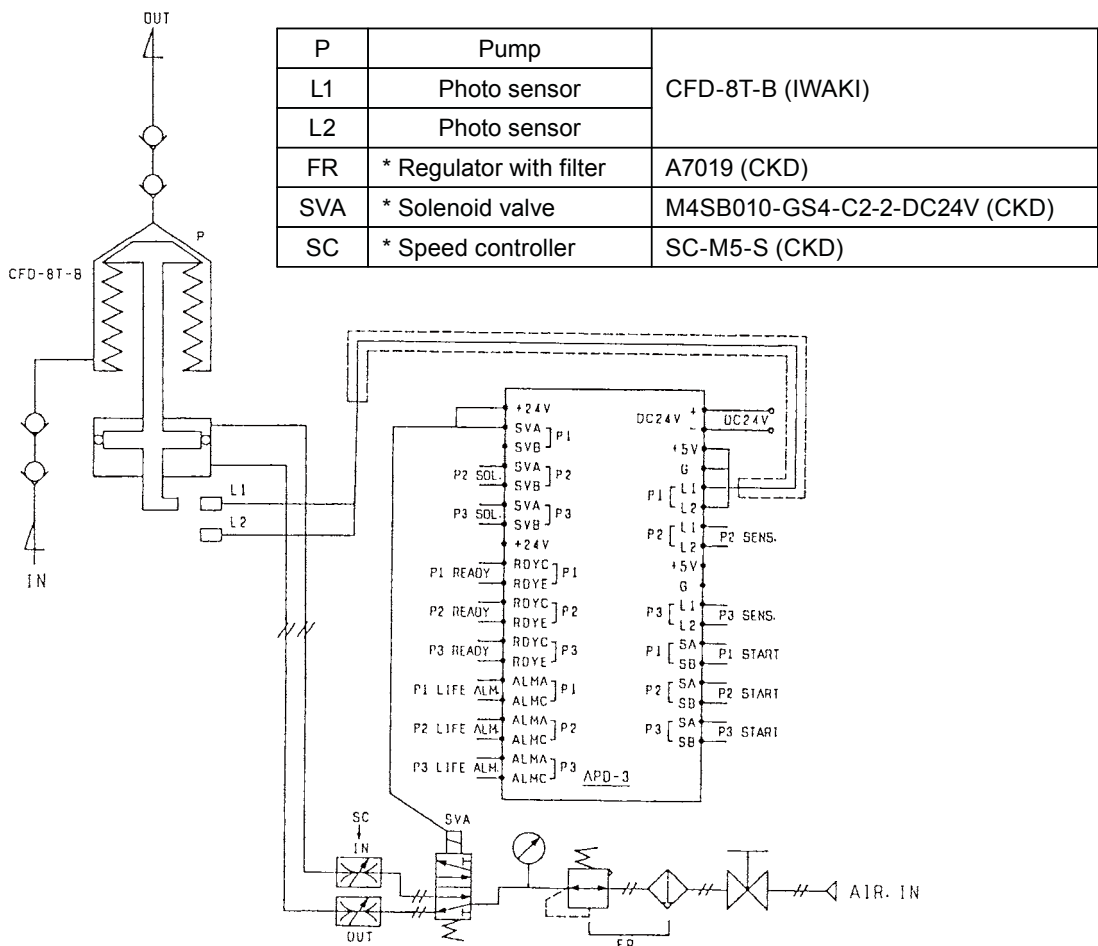 OUT
P Pump CFD-8T-B (IWAKI)
L1 Photo sensor
L2 Photo sensor
FR * Regulator with filter A7019 (CKD)
SVA * Solenoid valve M4SB010-GS4-C2-2-DC24V (CKD)
SC * Speed controller SC-M5-S (CKD)
P
CFD-8T-B
L1
L2
IN
+24V
SVA
SVB
P1
P2 SOL.
SVA
SVB
P2
P3 SOL.
SVA
SVB
P3
+24V
P1 READY
RDYC
RDYE
P1
P2 READY
RDYC
RDYE
P2
P3 READY
RDYC
RDYE
P3
P1 LIFE ALM.
ALMA
ALMC
P1
P2 LIFE ALM.
ALMA
ALMC
P2
P3 LIFE ALM.
ALMA
ALMC
P3
APD-3
DC24V
+
-
DC24V
+5V
G
P1
L1
L2
P2
L1
L2
P2 SENS.
+5V
G
P3
L1
L2
P3 SENS.
P1
SA
SB
P1 START
P2
SA
SB
P2 START
P3
SA
SB
P3 START
SC
IN
SVA
OUT
FR
AIR. IN